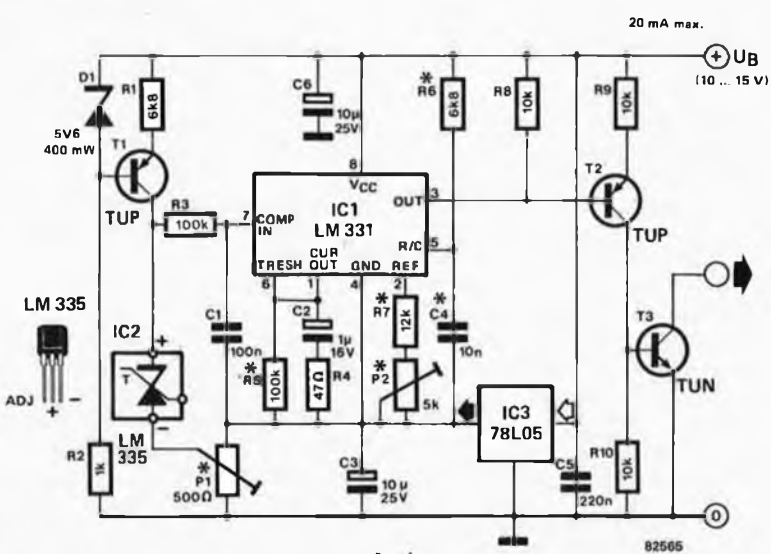 20 mA max.
+ UB
(10 ... 15 V)
D1
5V6
400 mW
R1
6k8
T1
TUP
R3
100k
C6
10µ
25V
8
VCC
7
COMP
IN
IC1
LM 331
OUT
3
R/C
5
TRESH
CUR
OUT
GND
REF
6
1
4
2
*
R6
6k8
R8
10k
R9
10k
T2
TUP
T3
TUN
LM 335
ADJ
+
-
IC2
+
T
-
LM
335
R2
1k
C1
100n
*
R5
100k
C2
1µ
16V
R4
47Ω
*
R7
12k
*
P2
5k
*
C4
10n
IC3
78L05
*
P1
500Ω
C3
10µ
25V
C5
220n
R10
10k
0
82565